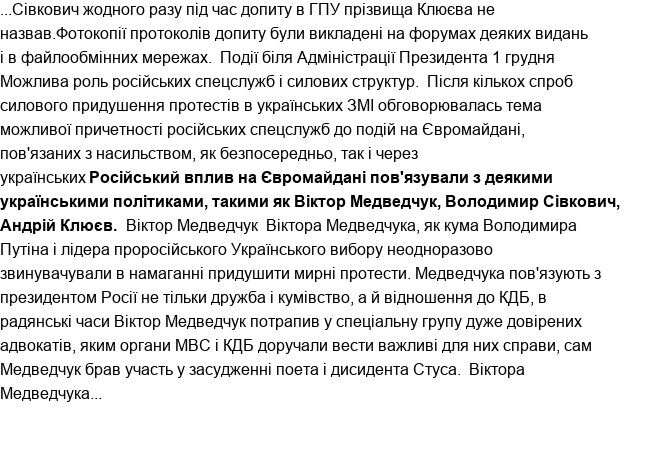 ...Сівкович жодного разу під час допиту в ГПУ прізвища Клюєва не
назвав.Фотокопії протоколів допиту були викладені на форумах деяких видань
і в файлообмінних мережах.  Події біля Адміністрації Президента 1 грудня
Можлива роль російських спецслужб і силових структур.  Після кількох спроб
силового придушення протестів в українських ЗМІ обговорювалась тема
можливої причетності російських спецслужб до подій на Євромайдані,
пов'язаних з насильством, як безпосередньо, так і через
українських Російський вплив на Євромайдані пов'язували з деякими
українськими політиками, такими як Віктор Медведчук, Володимир Сівкович,
Андрій Клюєв.  Віктор Медведчук  Віктора Медведчука, як кума Володимира
Путіна і лідера проросійського Українського вибору неодноразово
звинувачували в намаганні придушити мирні протести. Медведчука пов'язують з
президентом Росії не тільки дружба і кумівство, а й відношення до КДБ, в
радянські часи Віктор Медведчук потрапив у спеціальну групу дуже довірених
адвокатів, яким органи МВС і КДБ доручали вести важливі для них справи, сам
Медведчук брав участь у засудженні поета і дисидента Стуса.  Віктора
Медведчука...